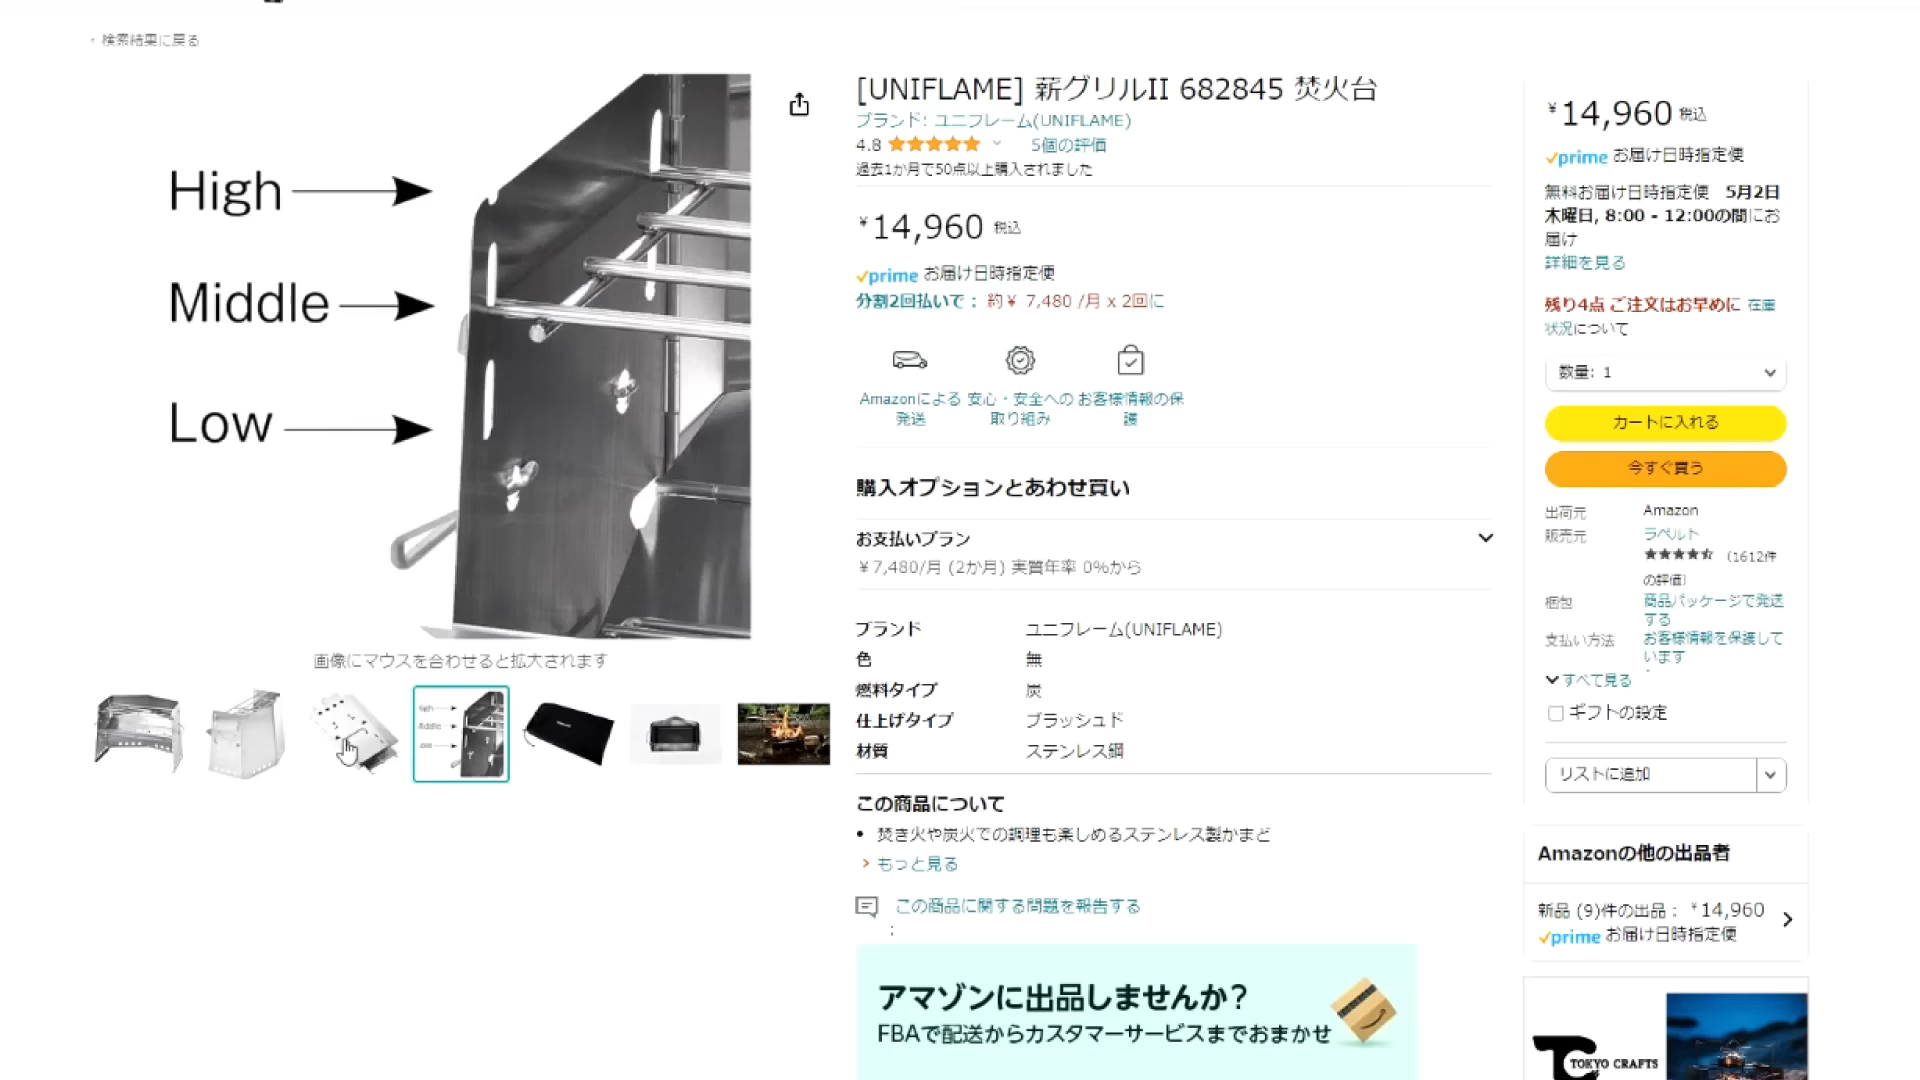 ‹ 検索結果に戻る
High
Middle
Low
画像にマウスを合わせると拡大されます
[UNIFLAME] 薪グリルII 682845 焚火台
ブランド: ユニフレーム(UNIFLAME)
4.8 5個の評価
過去1か月で50点以上購入されました
¥14,960 税込
prime お届け日時指定便
分割2回払いで： 約¥ 7,480 /月 x 2回に
Amazonによる発送
安心・安全への取り組み
お客様情報の保護
購入オプションとあわせ買い
お支払いプラン
¥7,480/月 (2か月) 実質年率 0%から
ブランド ユニフレーム(UNIFLAME)
色 無
燃料タイプ 炭
仕上げタイプ ブラッシュド
材質 ステンレス鋼
この商品について
• 焚き火や炭火での調理も楽しめるステンレス製かまど
› もっと見る
この商品に関する問題を報告する
;
アマゾンに出品しませんか？
FBAで配送からカスタマーサービスまでおまかせ
¥14,960 税込
prime お届け日時指定便
無料お届け日時指定便 5月2日
木曜日, 8:00 - 12:00の間にお
届け
詳細を見る
残り4点 ご注文はお早めに 在庫
状況について
数量: 1
カートに入れる
今すぐ買う
出荷元 Amazon
販売元 ラベルト
(1612件
の評価)
梱包 商品パッケージで発送
する
支払い方法 お客様情報を保護して
います
すべて見る
ギフトの設定
リストに追加
Amazonの他の出品者
新品 (9)件の出品： ¥14,960
prime お届け日時指定便
TOKYO CRAFTS